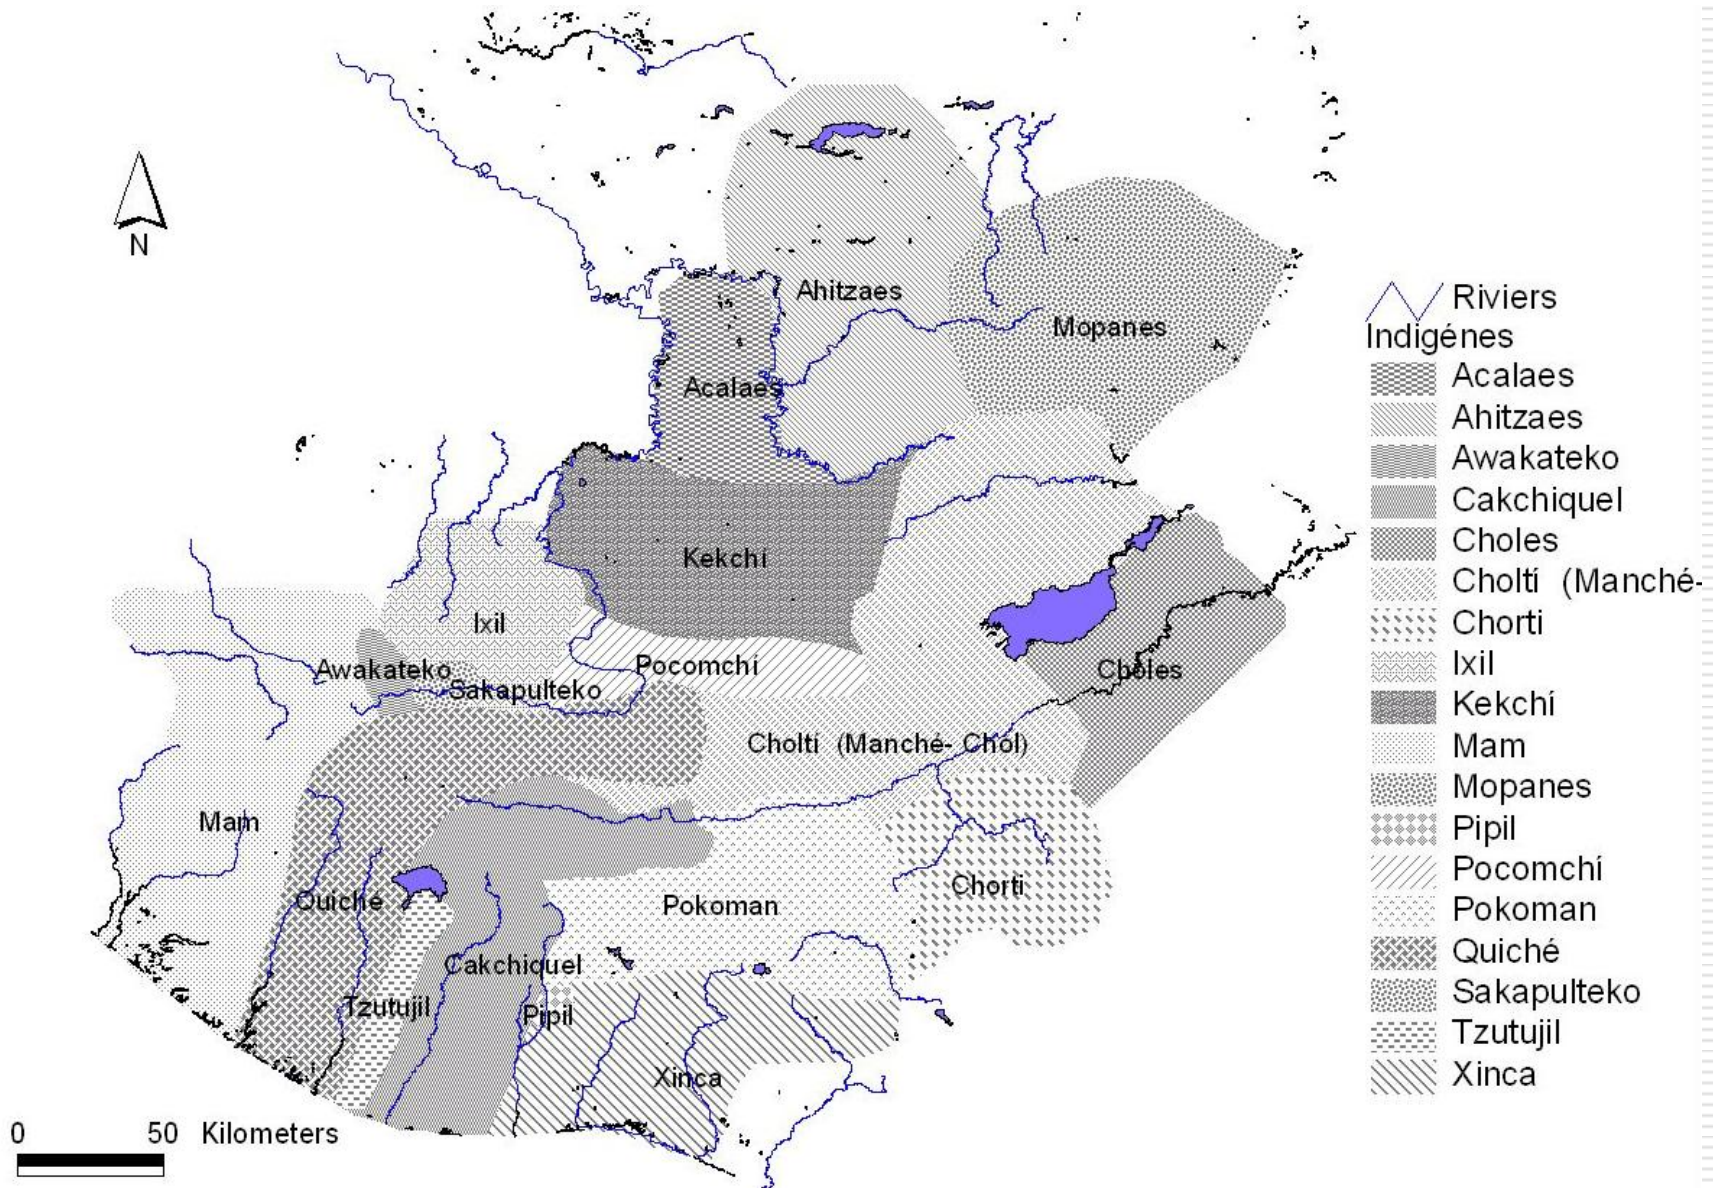 N
Ahitzaes
Mopanes
Acalaes
Kekchí
Ixil
Awakateko
Sakapulteko
Pocomchí
Choles
Choltí (Manché- Chol)
Mam
Quiché
Chorti
Pokoman
Cakchiquel
Tzutujil
Pipil
Xinca
0 50 Kilometers
Riviers
Indigénes
Acalaes
Ahitzaes
Awakateko
Cakchiquel
Choles
Choltí (Manché-
Chorti
Ixil
Kekchí
Mam
Mopanes
Pipil
Pocomchí
Pokoman
Quiché
Sakapulteko
Tzutujil
Xinca